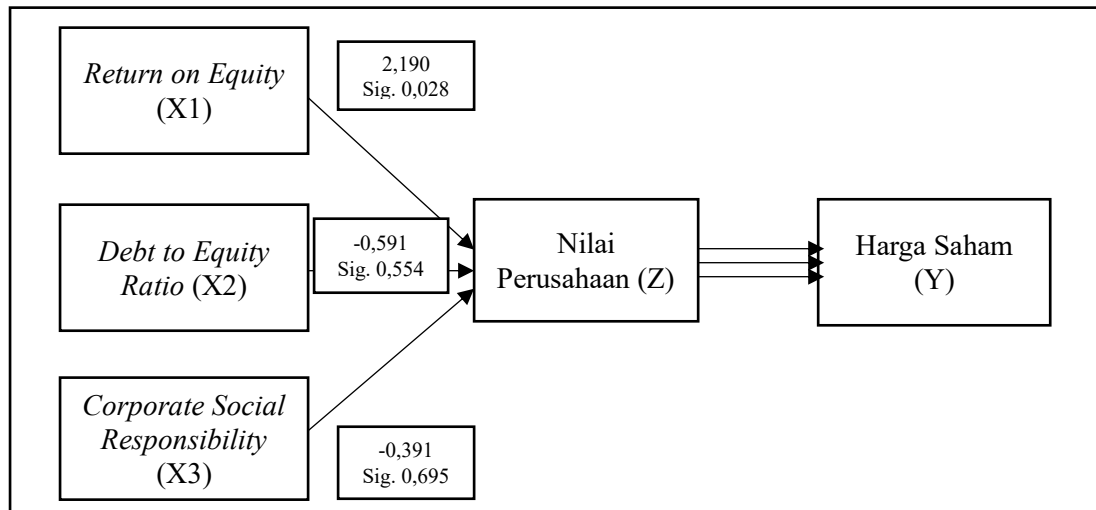 Return on Equity
(X1)
2,190
Sig. 0,028
Debt to Equity
Ratio (X2)
-0,591
Sig. 0,554
Nilai
Perusahaan (Z)
Harga Saham
(Y)
Corporate Social
Responsibility
(X3)
-0,391
Sig. 0,695